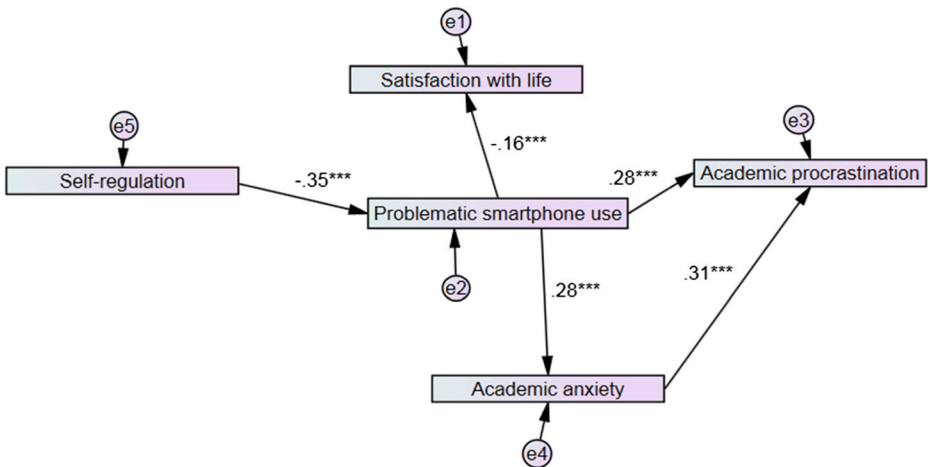 e1
Satisfaction with life
e5
e3
-.16***
Self-regulation
-.35***
.28***
Academic procrastination
Problematic smartphone use
e2
.28***
.31***
Academic anxiety
e4